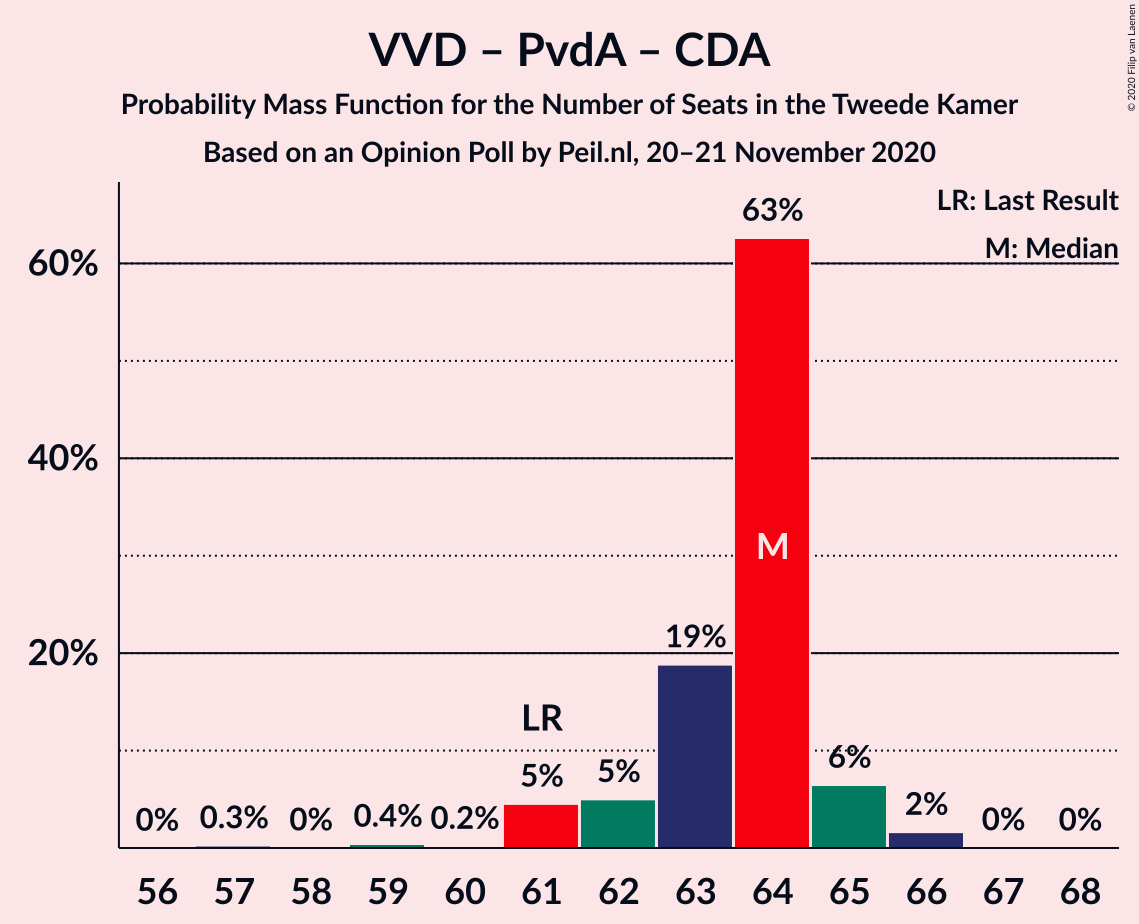 VVD – PvdA – CDA
Probability Mass Function for the Number of Seats in the Tweede Kamer
Based on an Opinion Poll by Peil.nl, 20–21 November 2020
© 2020 Filip van Laenen
LR: Last Result
M: Median
60%
40%
20%
0%
0.3%
0%
0.4%
0.2%
LR
5%
5%
19%
63%
M
6%
2%
0%
0%
56 57 58 59 60 61 62 63 64 65 66 67 68